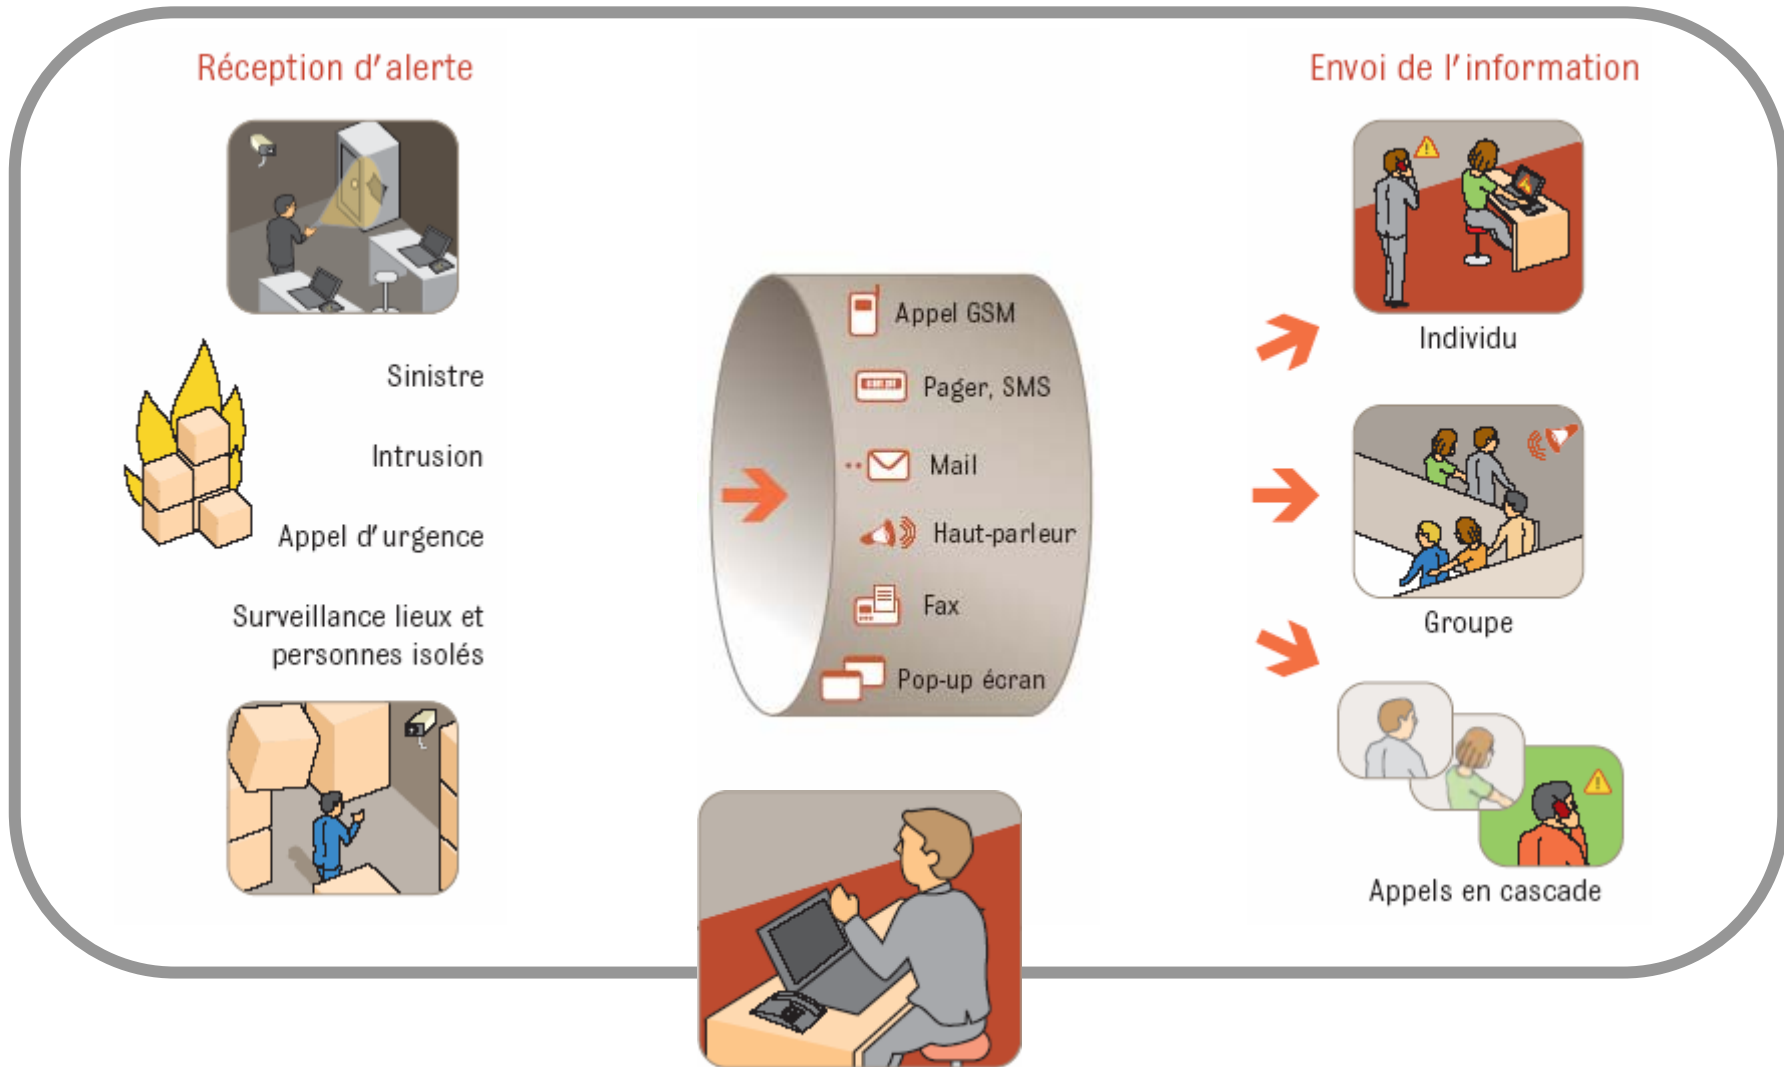 Réception d'alerte
Sinistre
Intrusion
Appel d'urgence
Surveillance lieux et
personnes isolés
Appel GSM
Pager, SMS
Mail
Haut-parleur
Fax
Pop-up écran
Envoi de l'information
Individu
Groupe
Appels en cascade